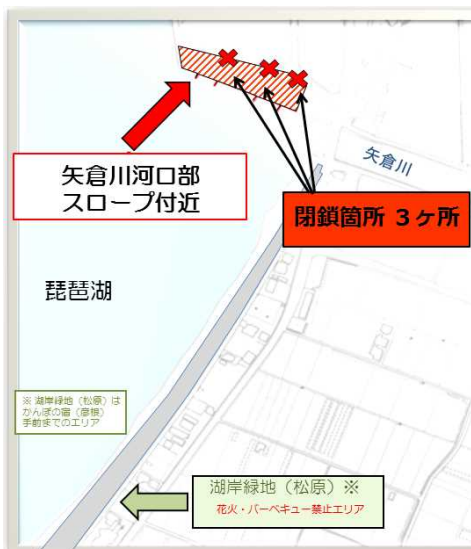 矢倉川河口部
スロープ付近
矢倉川
閉鎖箇所 3ヶ所
琵琶湖
※ 湖岸緑地（松原）は
かんぽの宿（彦根）
手前までのエリア
湖岸緑地（松原）※
花火・バーベキュー禁止エリア